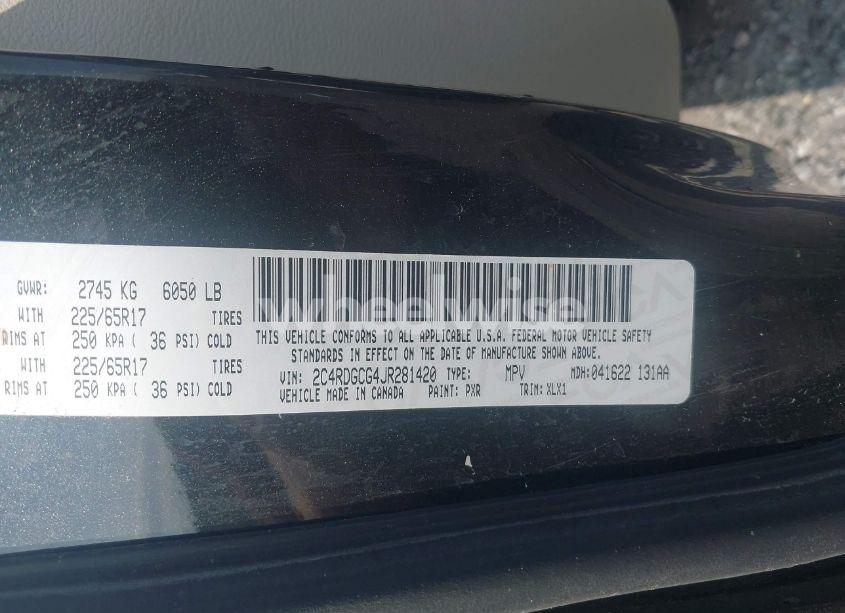 GVWR: 2745 KG 6050 LB
WITH 225/65R17 TIRES
RIMS AT 250 KPA ( 36 PSI) COLD
WITH 225/65R17 TIRES
RIMS AT 250 KPA ( 36 PSI) COLD
wheelwise
THIS VEHICLE CONFORMS TO ALL APPLICABLE U.S.A. FEDERAL MOTOR VEHICLE SAFETY
STANDARDS IN EFFECT ON THE DATE OF MANUFACTURE SHOWN ABOVE.
VIN: 2C4RDGCG4JR281420 TYPE: MPV MDH:041622 131AA
VEHICLE MADE IN CANADA PAINT: PXR TRIM: XLX1